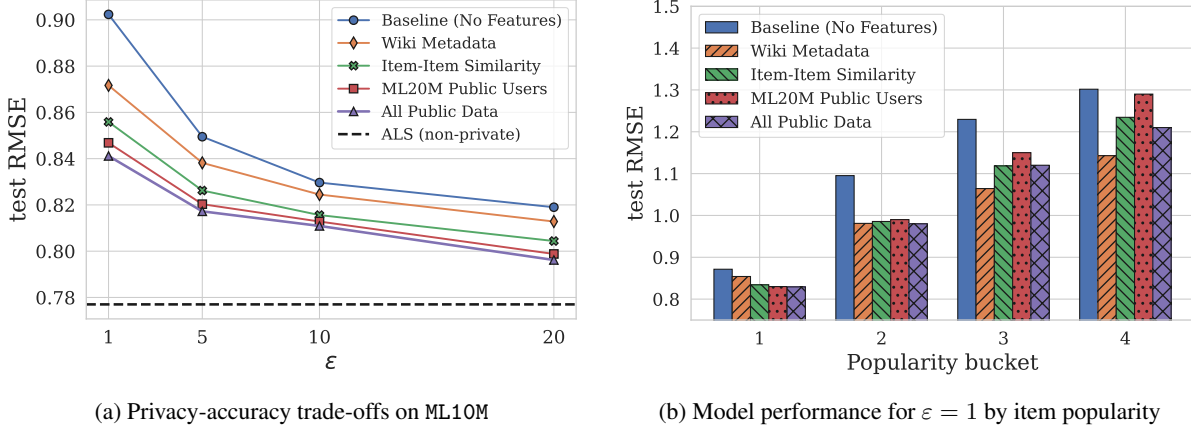 0.90
0.88
0.86
0.84
0.82
0.80
0.78
test RMSE
1
5
10
20
ε
Baseline (No Features)
Wiki Metadata
Item-Item Similarity
ML20M Public Users
All Public Data
ALS (non-private)
(a) Privacy-accuracy trade-offs on ML10M
1.5
1.4
1.3
1.2
1.1
1.0
0.9
0.8
test RMSE
Baseline (No Features)
Wiki Metadata
Item-Item Similarity
ML20M Public Users
All Public Data
1
2
3
4
Popularity bucket
(b) Model performance for ε = 1 by item popularity